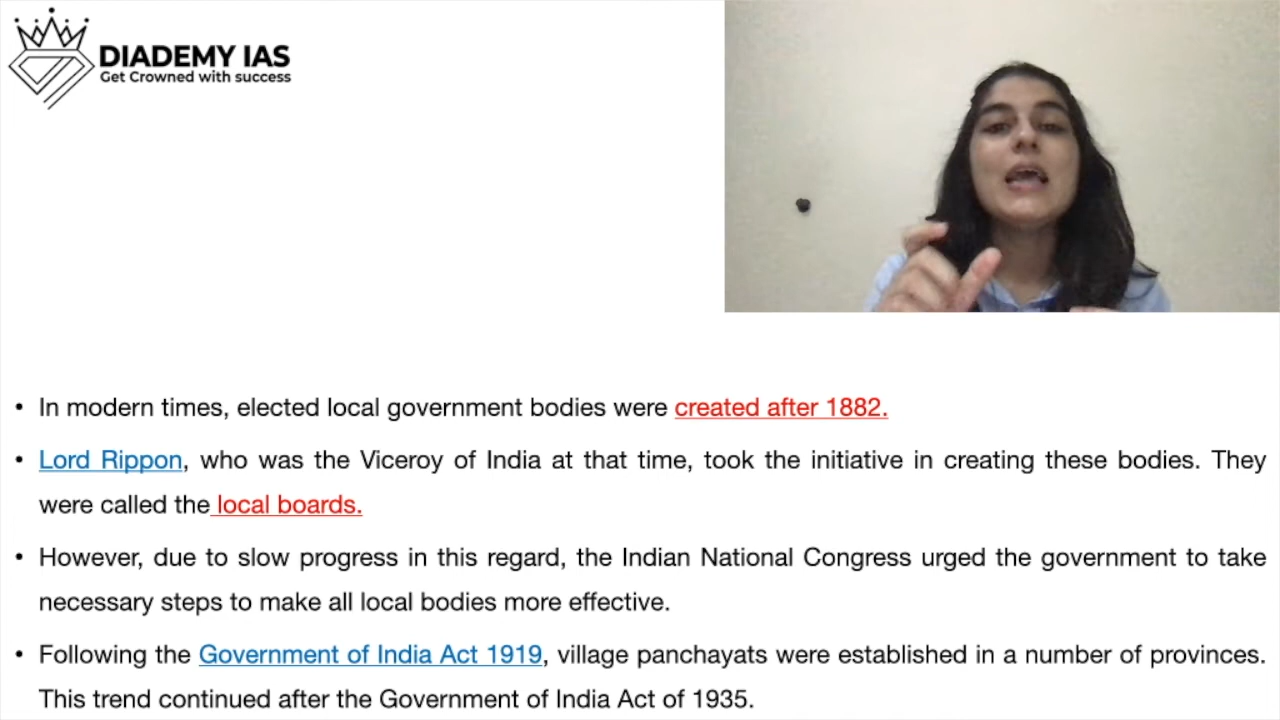 DIADEMY IAS
Get Crowned with success
• In modern times, elected local government bodies were created after 1882.
• Lord Rippon, who was the Viceroy of India at that time, took the initiative in creating these bodies. They
were called the local boards.
• However, due to slow progress in this regard, the Indian National Congress urged the government to take
necessary steps to make all local bodies more effective.
• Following the Government of India Act 1919, village panchayats were established in a number of provinces.
This trend continued after the Government of India Act of 1935.